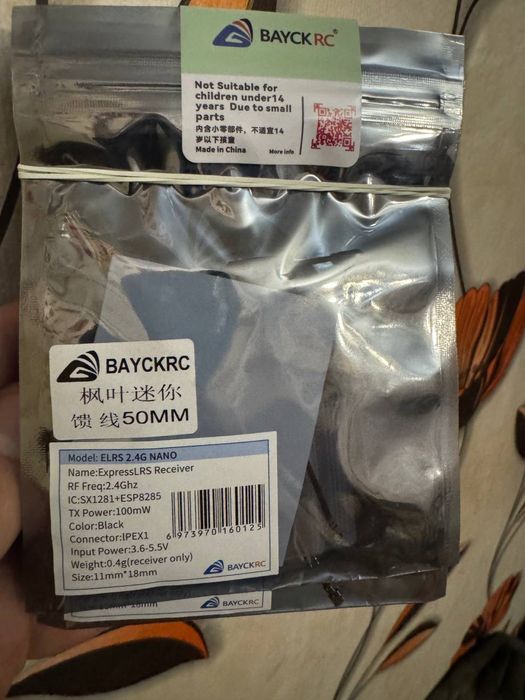 BAYCKRC®
Not Suitable for
children under14
years Due to small
parts
内含小零部件，不适宜14
岁以下孩童
Made in China
More info
BAYCKRC
枫叶迷你
馈 线50MM
Model: ELRS 2.4G NANO
Name:ExpressLRS Receiver
RF Freq:2.4Ghz
IC:SX1281+ESP8285
TX Power:100mW
Color:Black
Connector:IPEX1
6 973970 160125
Input Power:3.6-5.5V
Weight:0.4g(receiver only)
Size:11mm*18mm
BAYCKRC
BAYCKRC